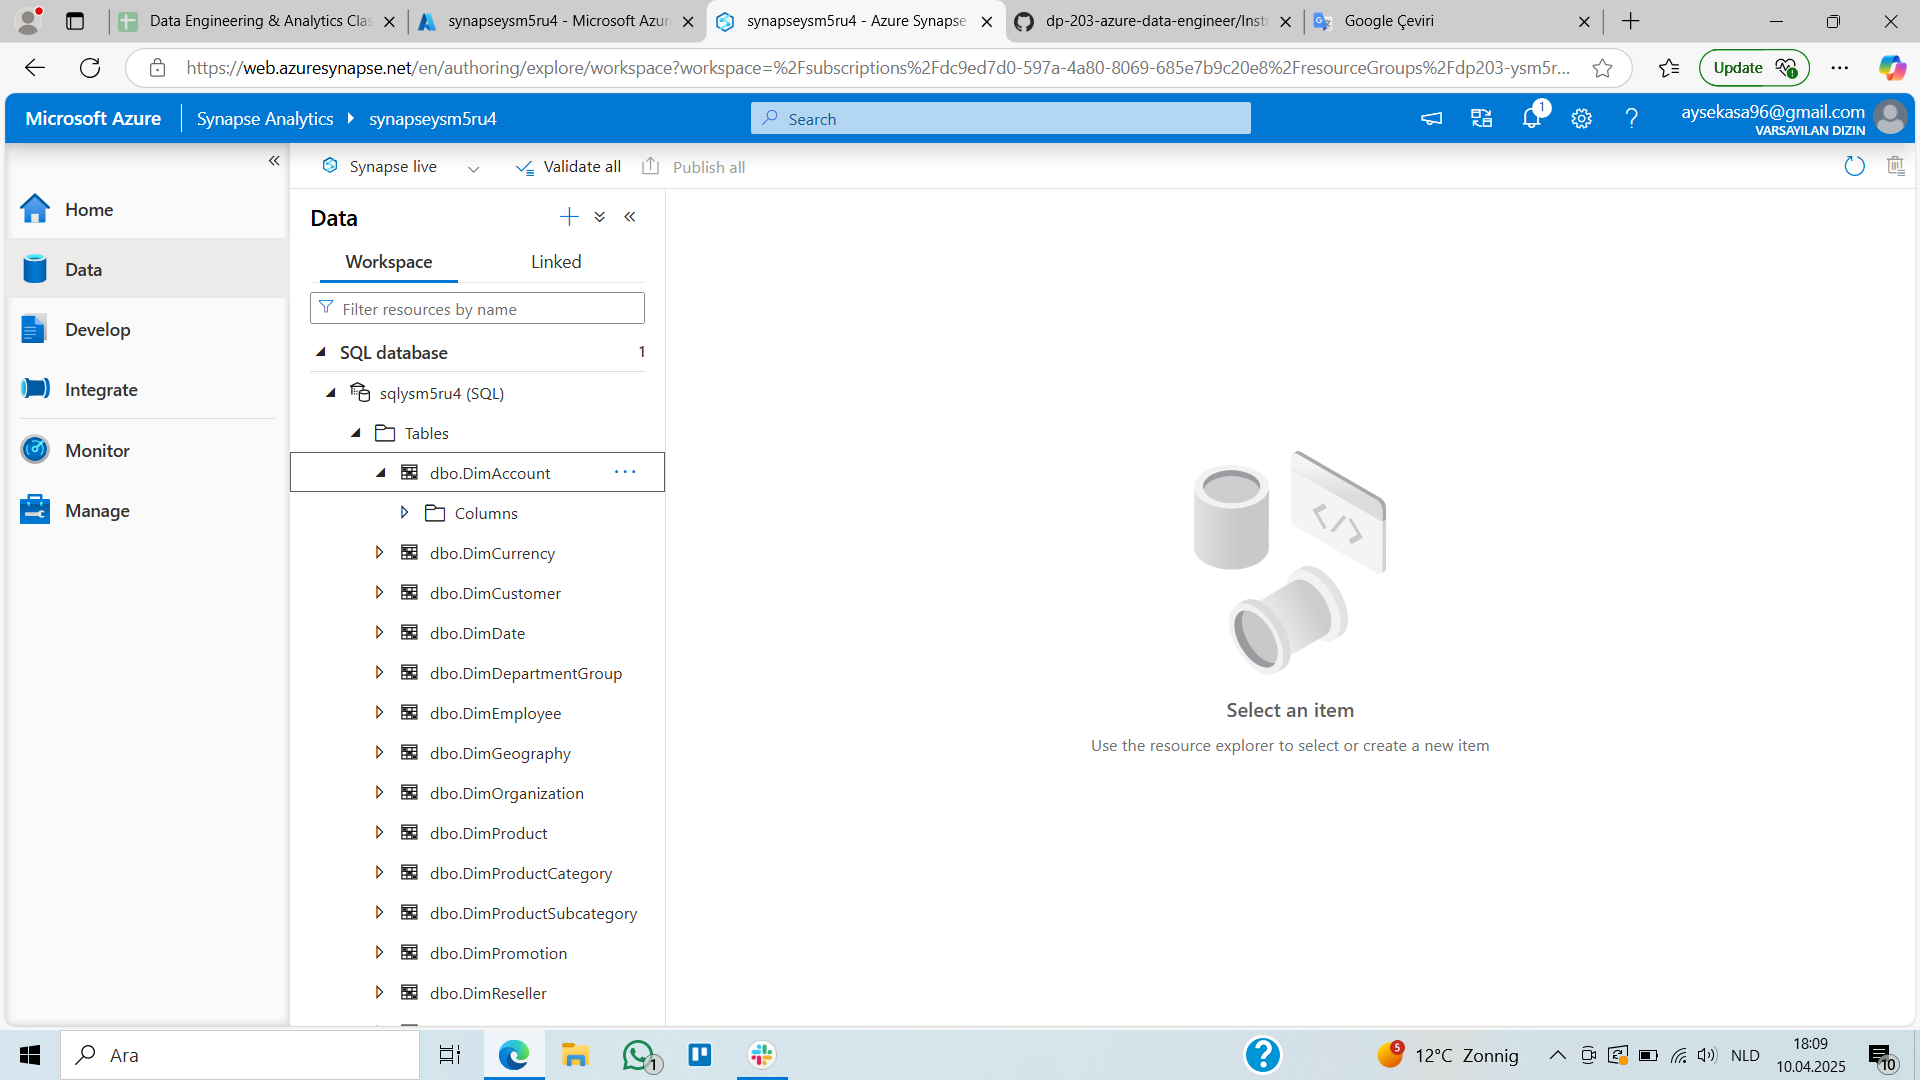 Data Engineering & Analytics Clas
synapseysm5ru4 - Microsoft Azur
synapseysm5ru4 - Azure Synapse
dp-203-azure-data-engineer/Instr
Google Çeviri
https://web.azuresynapse.net/en/authoring/explore/workspace?workspace=%2Fsubscriptions%2Fdc9ed7d0-597a-4a80-8069-685e7b9c20e8%2FresourceGroups%2Fdp203-ysm5r...
Update
Microsoft Azure
Synapse Analytics
synapseysm5ru4
Search
1
aysekasa96@gmail.com
VARSAYILAN DIZIN
Synapse live
Validate all
Publish all
Home
Data
Develop
Integrate
Monitor
Manage
Data
Workspace
Linked
Filter resources by name
SQL database 1
sqlysm5ru4 (SQL)
Tables
dbo.DimAccount
Columns
dbo.DimCurrency
dbo.DimCustomer
dbo.DimDate
dbo.DimDepartmentGroup
dbo.DimEmployee
dbo.DimGeography
dbo.DimOrganization
dbo.DimProduct
dbo.DimProductCategory
dbo.DimProductSubcategory
dbo.DimPromotion
dbo.DimReseller
Select an item
Use the resource explorer to select or create a new item
Ara
1
5
12°C Zonnig
NLD
18:09
10.04.2025
10